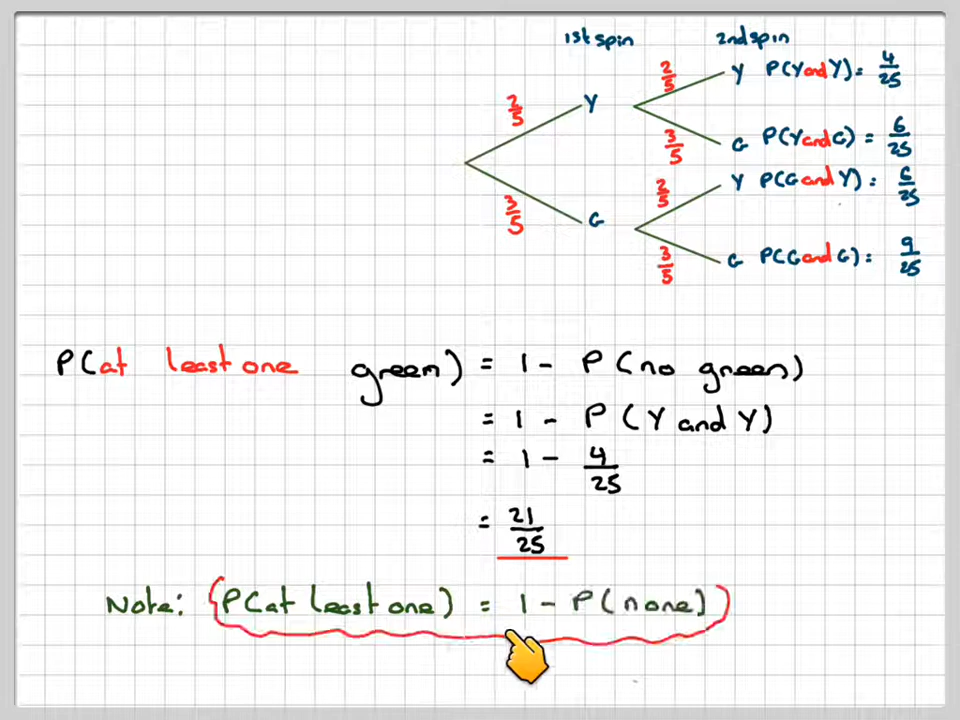 1st spin 2nd spin
2/5 Y 2/5 Y P(Y and Y) = 4/25
3/5 G P(Y and G) = 6/25
3/5 G 2/5 Y P(G and Y) = 6/25
3/5 G P(G and G) = 9/25
P(at least one green) = 1 - P(no green)
= 1 - P(Y and Y)
= 1 - 4/25
= 21/25
Note: P(at least one) = 1 - P(none)